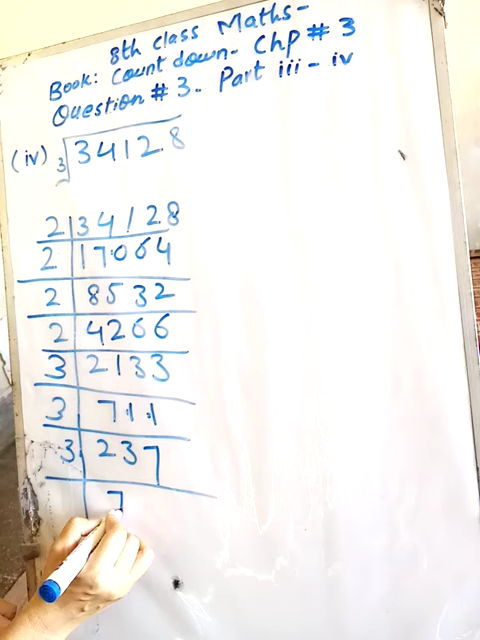 8th class Maths-
Book: Count down- Chp # 3
Question # 3. Part iii - iv
(iv) ∛34128
2|34128
2|17064
2|8532
2|4266
3|2133
3|711
3|237
7